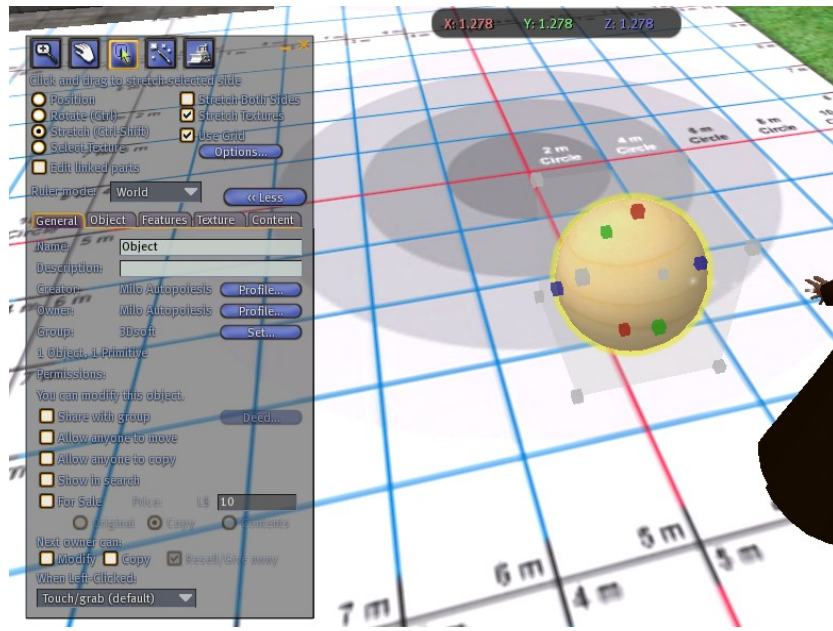 X: 1.278 Y: 1.278 Z: 1.278
Click and drag to stretch selected side
Position
Rotate (Ctrl)
Stretch (Ctrl-Shift)
Select Texture
Edit linked parts
Stretch Both Sides
Stretch Textures
Use Grid
Options...
Ruler mode: World
<< Less
General Object Features Texture Content
Name: Object
Description:
Creator: Milo Autopoiesis Profile...
Owner: Milo Autopoiesis Profile...
Group: 3Dsoft Set...
1 Object, 1 Primitive
Permissions:
You can modify this object.
Share with group Deed...
Allow anyone to move
Allow anyone to copy
Show in search
For Sale Price: L$ 10
Original Copy Contents
Next owner can:
Modify Copy Resell/Give away
When Left-Clicked:
Touch/grab (default)
2 m
Circle
4 m
Circle
6 m
Circle
8 m
Circle
5 m
5 m
6 m
4 m
7 m